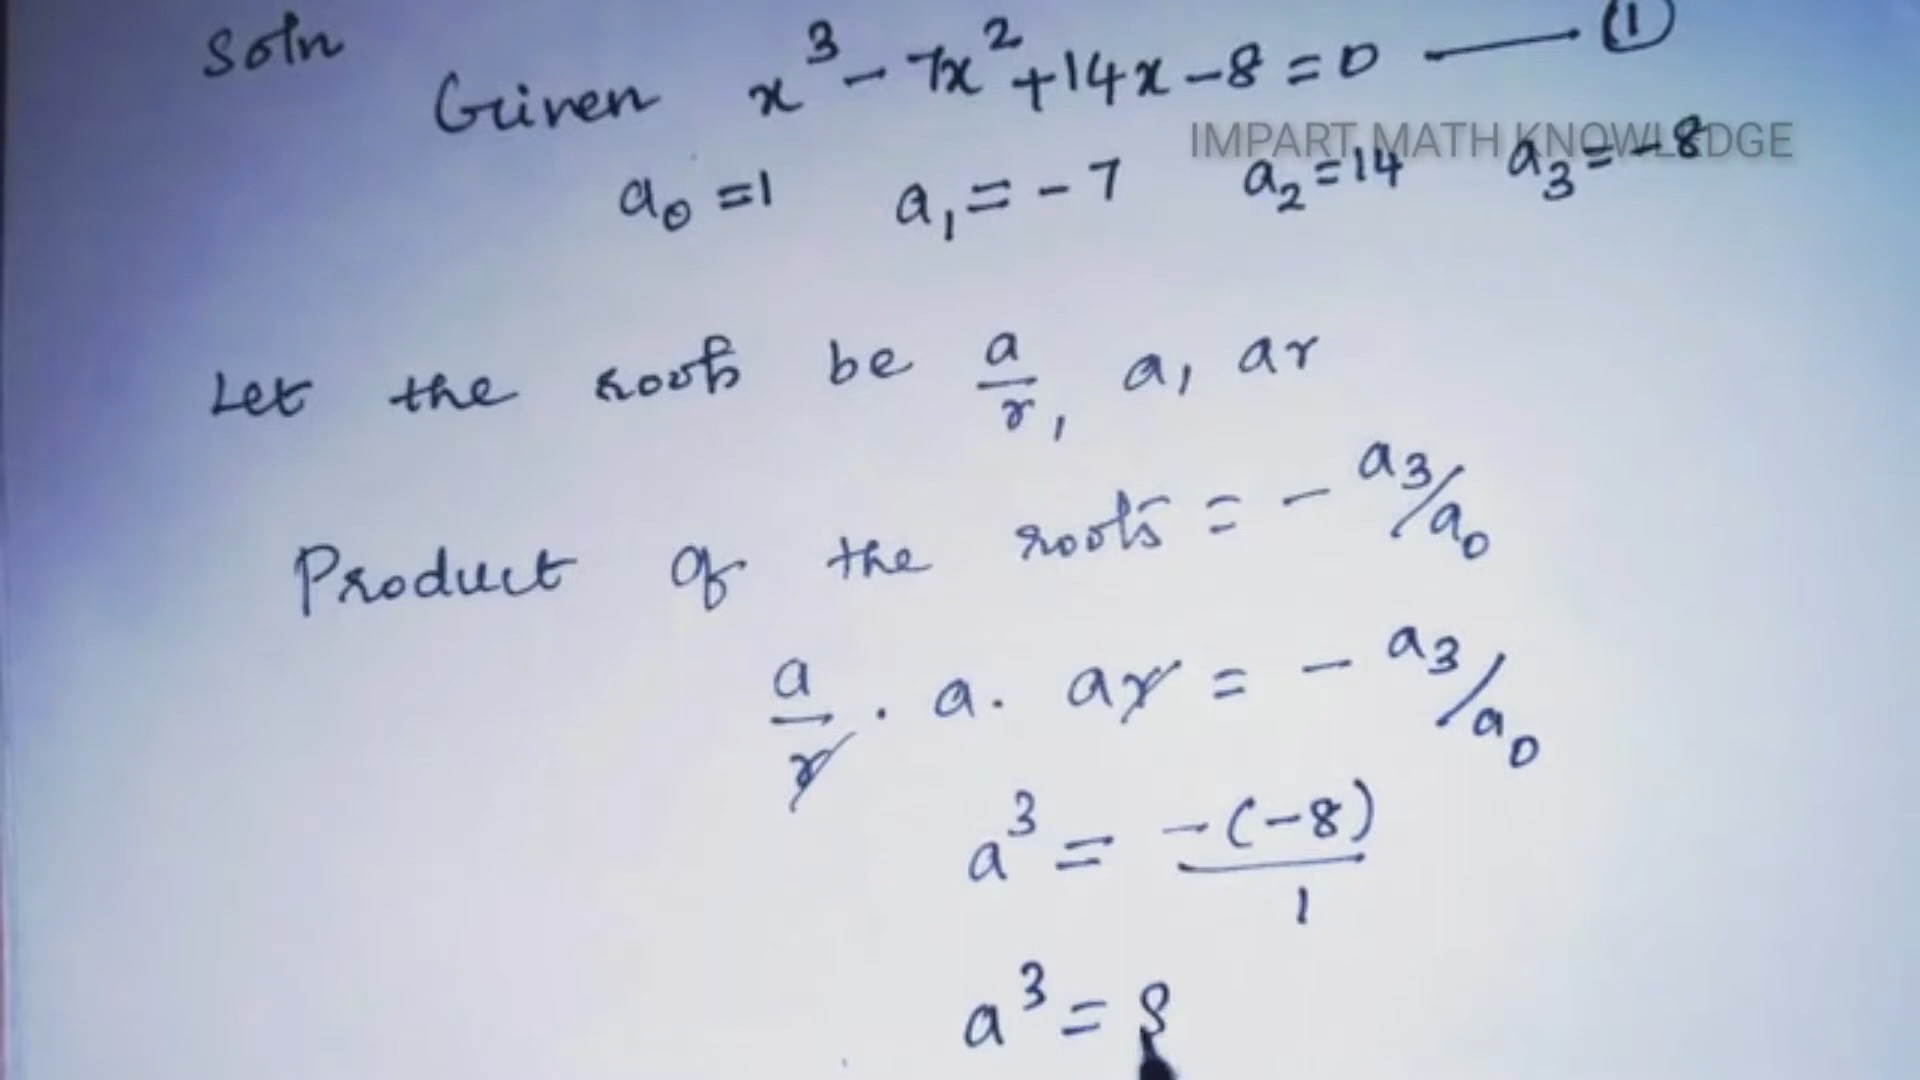 Soln
Given x³ - 7x² + 14x - 8 = 0 —— ①
IMPART MATH KNOWLEDGE
a₀ = 1 a₁ = - 7 a₂ = 14 a₃ = - 8
Let the roots be a/r, a, ar
Product of the roots = - a₃/a₀
a/r . a . ar = - a₃/a₀
a³ = -(-8)/1
a³ = 8